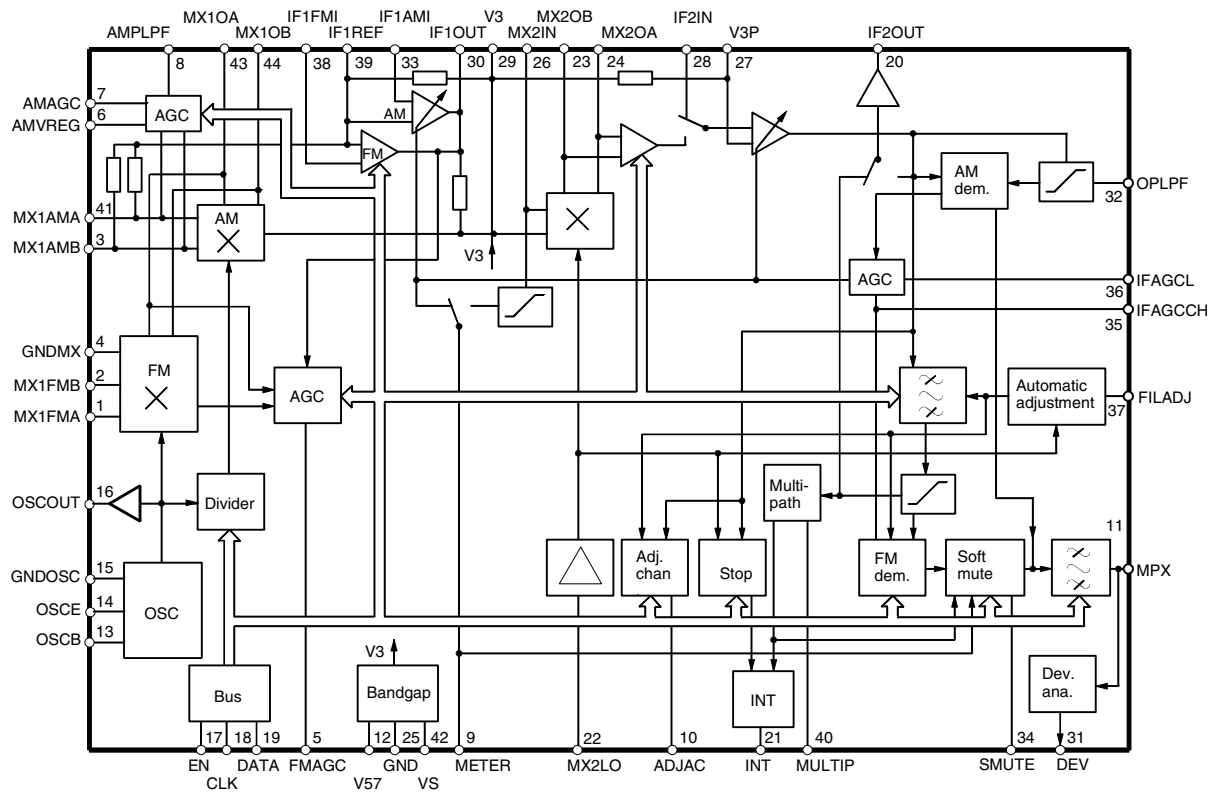 MX1OA IF1FMI IF1AMI V3 MX2OB IF2IN
AMPLPF MX1OB IF1REF IF1OUT MX2IN MX2OA V3P IF2OUT
8 43 44 38 39 33 30 29 26 23 24 28 27 20
AMAGC 7
AMVREG 6
AGC
AM
FM
AM dem.
OPLPF
32
MX1AMA 41
MX1AMB 3
AM
V3
AGC
IFAGCL
36
IFAGCCH
35
GNDMX 4
MX1FMB 2
MX1FMA 1
FM
AGC
Automatic
adjustment
37 FILADJ
OSCOUT 16
Divider
Multi-
path
11
GNDOSC 15
OSCE 14
OSCB 13
OSC
Adj.
chan
Stop
FM
dem.
Soft
mute
MPX
V3
Bus
Bandgap
INT
Dev.
ana.
17 18 19 5 12 25 42 9 22 10 21 40 34 31
EN DATA FMAGC GND METER MX2LO ADJAC INT MULTIP SMUTE DEV
CLK V57 VS